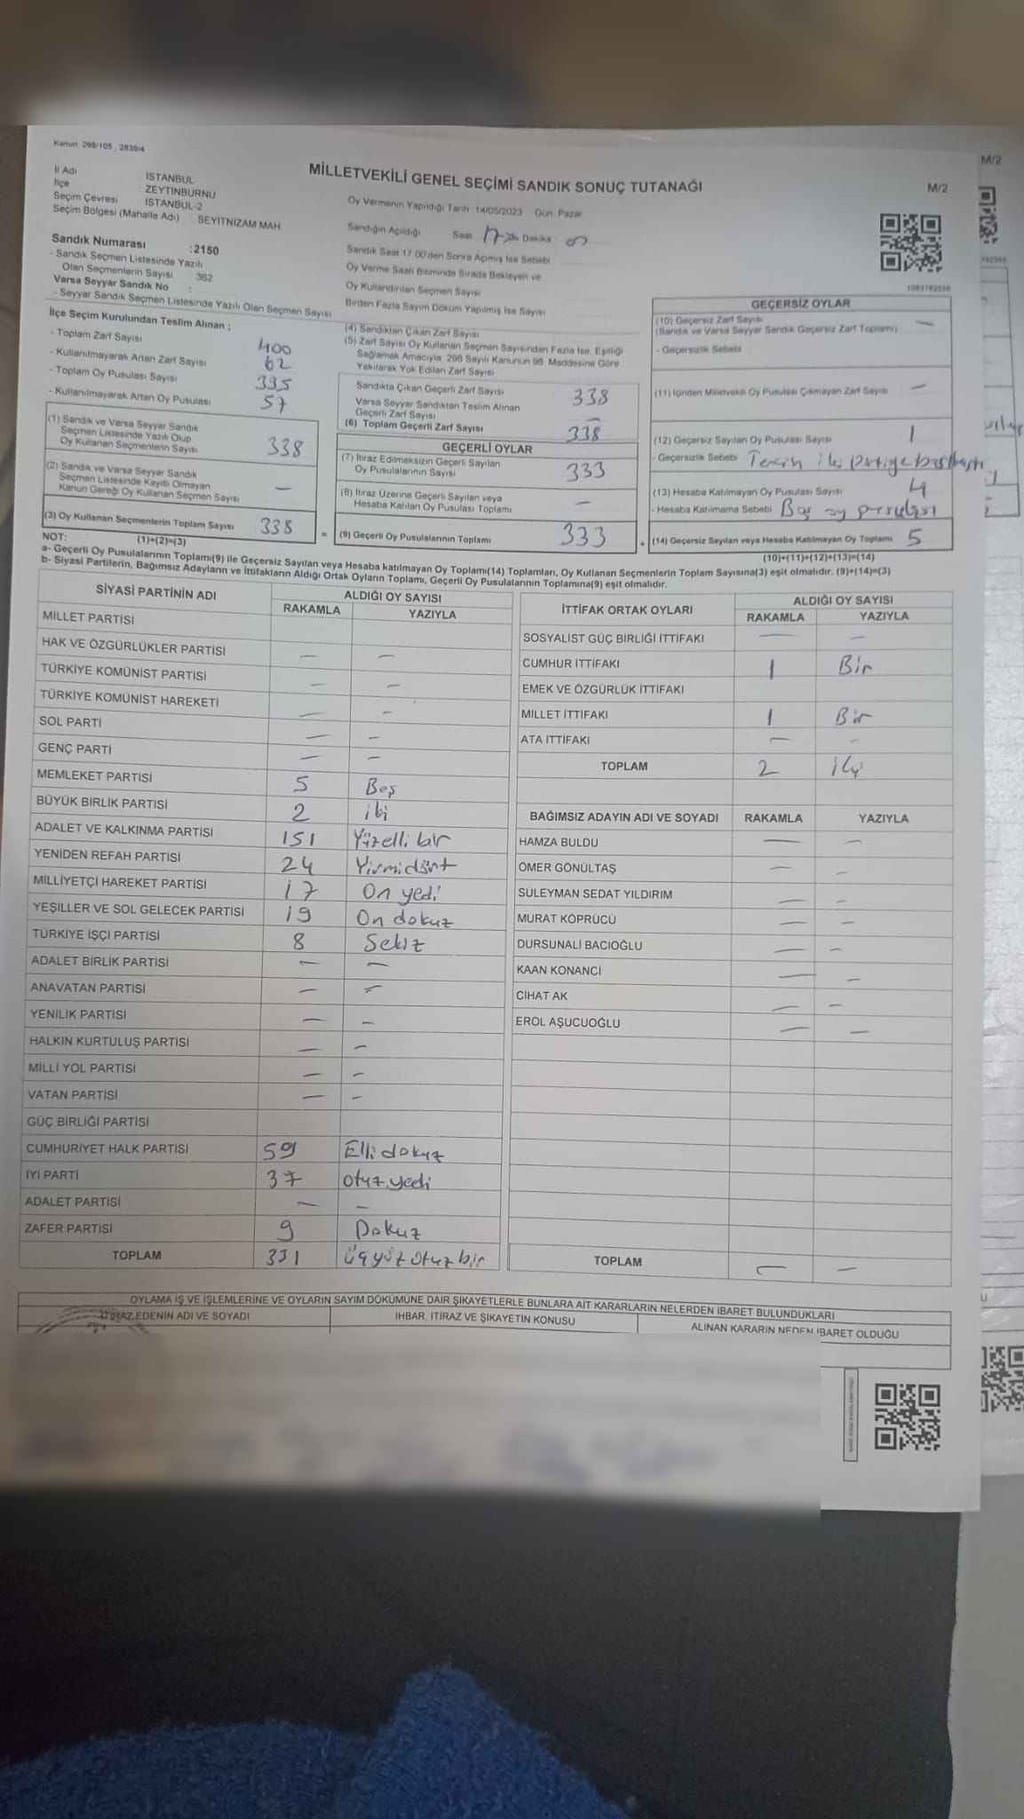 Kanun: 298/105, 2839/4
M/2
MİLLETVEKİLİ GENEL SEÇİMİ SANDIK SONUÇ TUTANAĞI
M/2
İl Adı İSTANBUL
İlçe ZEYTİNBURNU
Seçim Çevresi İSTANBUL-2
Seçim Bölgesi (Mahalle Adı) SEYİTNİZAM MAH
Oy Vermenin Yapıldığı Tarih: 14/05/2023 Gün: Pazar
Sandığın Açıldığı Saat 17 Dakika
Sandık Saat 17.00'den Sonra Açılmış İse Sebebi
Oy Verme Saati Bitiminde Sırada Bekleyen ve
Oy Kullandırılan Seçmen Sayısı
Birden Fazla Sayım Döküm Yapılmış İse Sayısı
Sandık Numarası :2150
- Sandık Seçmen Listesinde Yazılı
Olan Seçmenlerin Sayısı 362
Varsa Seyyar Sandık No :
- Seyyar Sandık Seçmen Listesinde Yazılı Olan Seçmen Sayısı
İlçe Seçim Kurulundan Teslim Alınan ;
- Toplam Zarf Sayısı 400
- Kullanılmayarak Artan Zarf Sayısı 62
- Toplam Oy Pusulası Sayısı 335
- Kullanılmayarak Artan Oy Pusulası 57
(1) Sandık ve Varsa Seyyar Sandık
Seçmen Listesinde Yazılı Olup
Oy Kullanan Seçmenlerin Sayısı 338
(2) Sandık ve Varsa Seyyar Sandık
Seçmen Listesinde Kayıtlı Olmayan
Kanun Gereği Oy Kullanan Seçmen Sayısı —
(3) Oy Kullanan Seçmenlerin Toplam Sayısı 338
(1)+(2)=(3)
(4) Sandıktan Çıkan Zarf Sayısı
(5) Zarf Sayısı Oy Kullanan Seçmen Sayısından Fazla İse, Eşitliği
Sağlamak Amacıyla, 298 Sayılı Kanunun 98. Maddesine Göre
Yakılarak Yok Edilen Zarf Sayısı
Sandıkta Çıkan Geçerli Zarf Sayısı 338
Varsa Seyyar Sandıktan Teslim Alınan
Geçerli Zarf Sayısı —
(6) Toplam Geçerli Zarf Sayısı 338
GEÇERLİ OYLAR
(7) İtiraz Edilmeksizin Geçerli Sayılan
Oy Pusulalarının Sayısı 333
(8) İtiraz Üzerine Geçerli Sayılan veya
Hesaba Katılan Oy Pusulası Toplamı —
= (9) Geçerli Oy Pusulalarının Toplamı 333
GEÇERSİZ OYLAR
(10) Geçersiz Zarf Sayısı —
(Sandık ve Varsa Seyyar Sandık Geçersiz Zarf Toplamı)
- Geçersizlik Sebebi
(11) İçinden Milletvekili Oy Pusulası Çıkmayan Zarf Sayısı —
(12) Geçersiz Sayılan Oy Pusulası Sayısı 1
- Geçersizlik Sebebi Tercih iki partiye
(13) Hesaba Katılmayan Oy Pusulası Sayısı 4
- Hesaba Katılmama Sebebi Boş oy pusulası
+ (14) Geçersiz Sayılan veya Hesaba Katılmayan Oy Toplamı 5
(10)+(11)+(12)+(13)=(14)
NOT:
a- Geçerli Oy Pusulalarının Toplamı(9) ile Geçersiz Sayılan veya Hesaba katılmayan Oy Toplamı(14) Toplamları, Oy Kullanan Seçmenlerin Toplam Sayısına(3) eşit olmalıdır. (9)+(14)=(3)
b- Siyasi Partilerin, Bağımsız Adayların ve İttifakların Aldığı Ortak Oyların Toplamı, Geçerli Oy Pusulalarının Toplamına(9) eşit olmalıdır.
SİYASİ PARTİNİN ADI ALDIĞI OY SAYISI
RAKAMLA YAZIYLA
MİLLET PARTİSİ
HAK VE ÖZGÜRLÜKLER PARTİSİ — —
TÜRKİYE KOMÜNİST PARTİSİ — —
TÜRKİYE KOMÜNİST HAREKETİ — —
SOL PARTİ — —
GENÇ PARTİ — —
MEMLEKET PARTİSİ 5 Beş
BÜYÜK BİRLİK PARTİSİ 2 iki
ADALET VE KALKINMA PARTİSİ 151 Yüzelli bir
YENİDEN REFAH PARTİSİ 24 Yirmidört
MİLLİYETÇİ HAREKET PARTİSİ 17 On yedi
YEŞİLLER VE SOL GELECEK PARTİSİ 19 On dokuz
TÜRKİYE İŞÇİ PARTİSİ 8 Sekiz
ADALET BİRLİK PARTİSİ — —
ANAVATAN PARTİSİ — —
YENİLİK PARTİSİ — —
HALKIN KURTULUŞ PARTİSİ — —
MİLLİ YOL PARTİSİ — —
VATAN PARTİSİ — —
GÜÇ BİRLİĞİ PARTİSİ
CUMHURİYET HALK PARTİSİ 59 Elli dokuz
İYİ PARTİ 37 otuz yedi
ADALET PARTİSİ — —
ZAFER PARTİSİ 9 Dokuz
TOPLAM 331 üçyüz otuz bir
İTTİFAK ORTAK OYLARI ALDIĞI OY SAYISI
RAKAMLA YAZIYLA
SOSYALİST GÜÇ BİRLİĞİ İTTİFAKI — —
CUMHUR İTTİFAKI 1 Bir
EMEK VE ÖZGÜRLÜK İTTİFAKI
MİLLET İTTİFAKI 1 Bir
ATA İTTİFAKI — —
TOPLAM 2 iki
BAĞIMSIZ ADAYIN ADI VE SOYADI RAKAMLA YAZIYLA
HAMZA BULDU — —
ÖMER GÖNÜLTAŞ — —
SÜLEYMAN SEDAT YILDIRIM — —
MURAT KÖPRÜCÜ — —
DURSUNALİ BACIOĞLU — —
KAAN KONANCI — —
CİHAT AK — —
EROL AŞUCUOĞLU — —
TOPLAM — —
OYLAMA İŞ VE İŞLEMLERİNE VE OYLARIN SAYIM DÖKÜMÜNE DAİR ŞİKAYETLERLE BUNLARA AİT KARARLARIN NELERDEN İBARET BULUNDUKLARI
İTİRAZ EDENİN ADI VE SOYADI İHBAR, İTİRAZ VE ŞİKAYETİN KONUSU ALINAN KARARIN NEDEN İBARET OLDUĞU